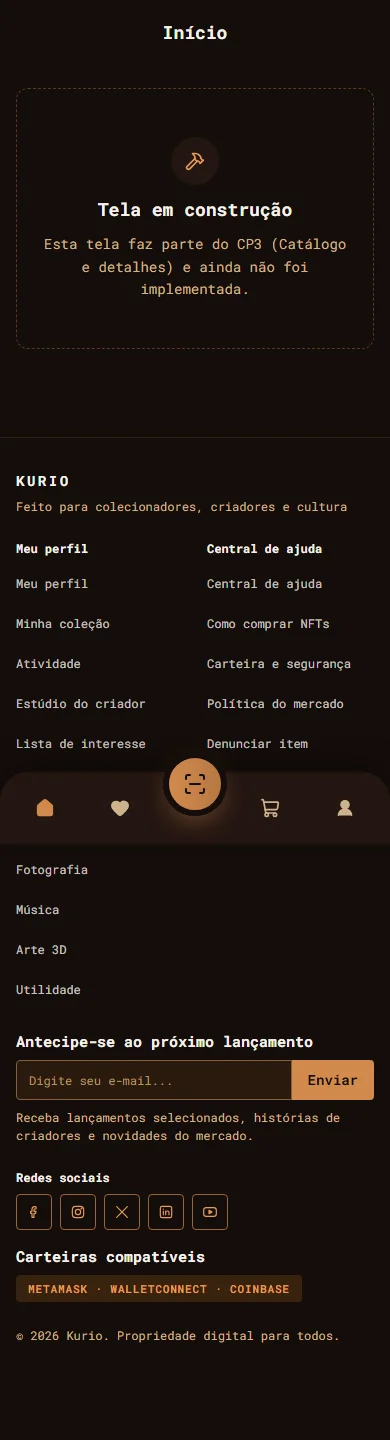 Início
Tela em construção
Esta tela faz parte do CP3 (Catálogo
e detalhes) e ainda não foi
implementada.
KURIO
Feito para colecionadores, criadores e cultura
Meu perfil
Meu perfil
Minha coleção
Atividade
Estúdio do criador
Lista de interesse
Central de ajuda
Central de ajuda
Como comprar NFTs
Carteira e segurança
Política do mercado
Denunciar item
Fotografia
Música
Arte 3D
Utilidade
Antecipe-se ao próximo lançamento
Digite seu e-mail...
Enviar
Receba lançamentos selecionados, histórias de
criadores e novidades do mercado.
Redes sociais
Carteiras compatíveis
METAMASK · WALLETCONNECT · COINBASE
© 2026 Kurio. Propriedade digital para todos.